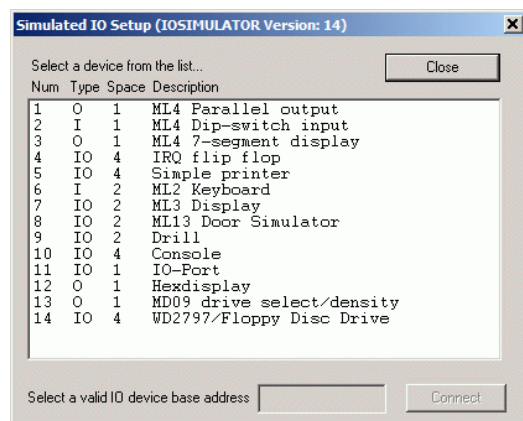 Simulated IO Setup (IOSIMULATOR Version: 14)
Select a device from the list...
Close
Num Type Space Description
1 O 1 ML4 Parallel output
2 I 1 ML4 Dip-switch input
3 O 1 ML4 7-segment display
4 IO 4 IRQ flip flop
5 IO 4 Simple printer
6 I 2 ML2 Keyboard
7 IO 2 ML3 Display
8 IO 2 ML13 Door Simulator
9 IO 2 Drill
10 IO 4 Console
11 IO 1 IO-Port
12 O 1 Hexdisplay
13 O 1 MD09 drive select/density
14 IO 4 WD2797/Floppy Disc Drive
Select a valid IO device base address
Connect